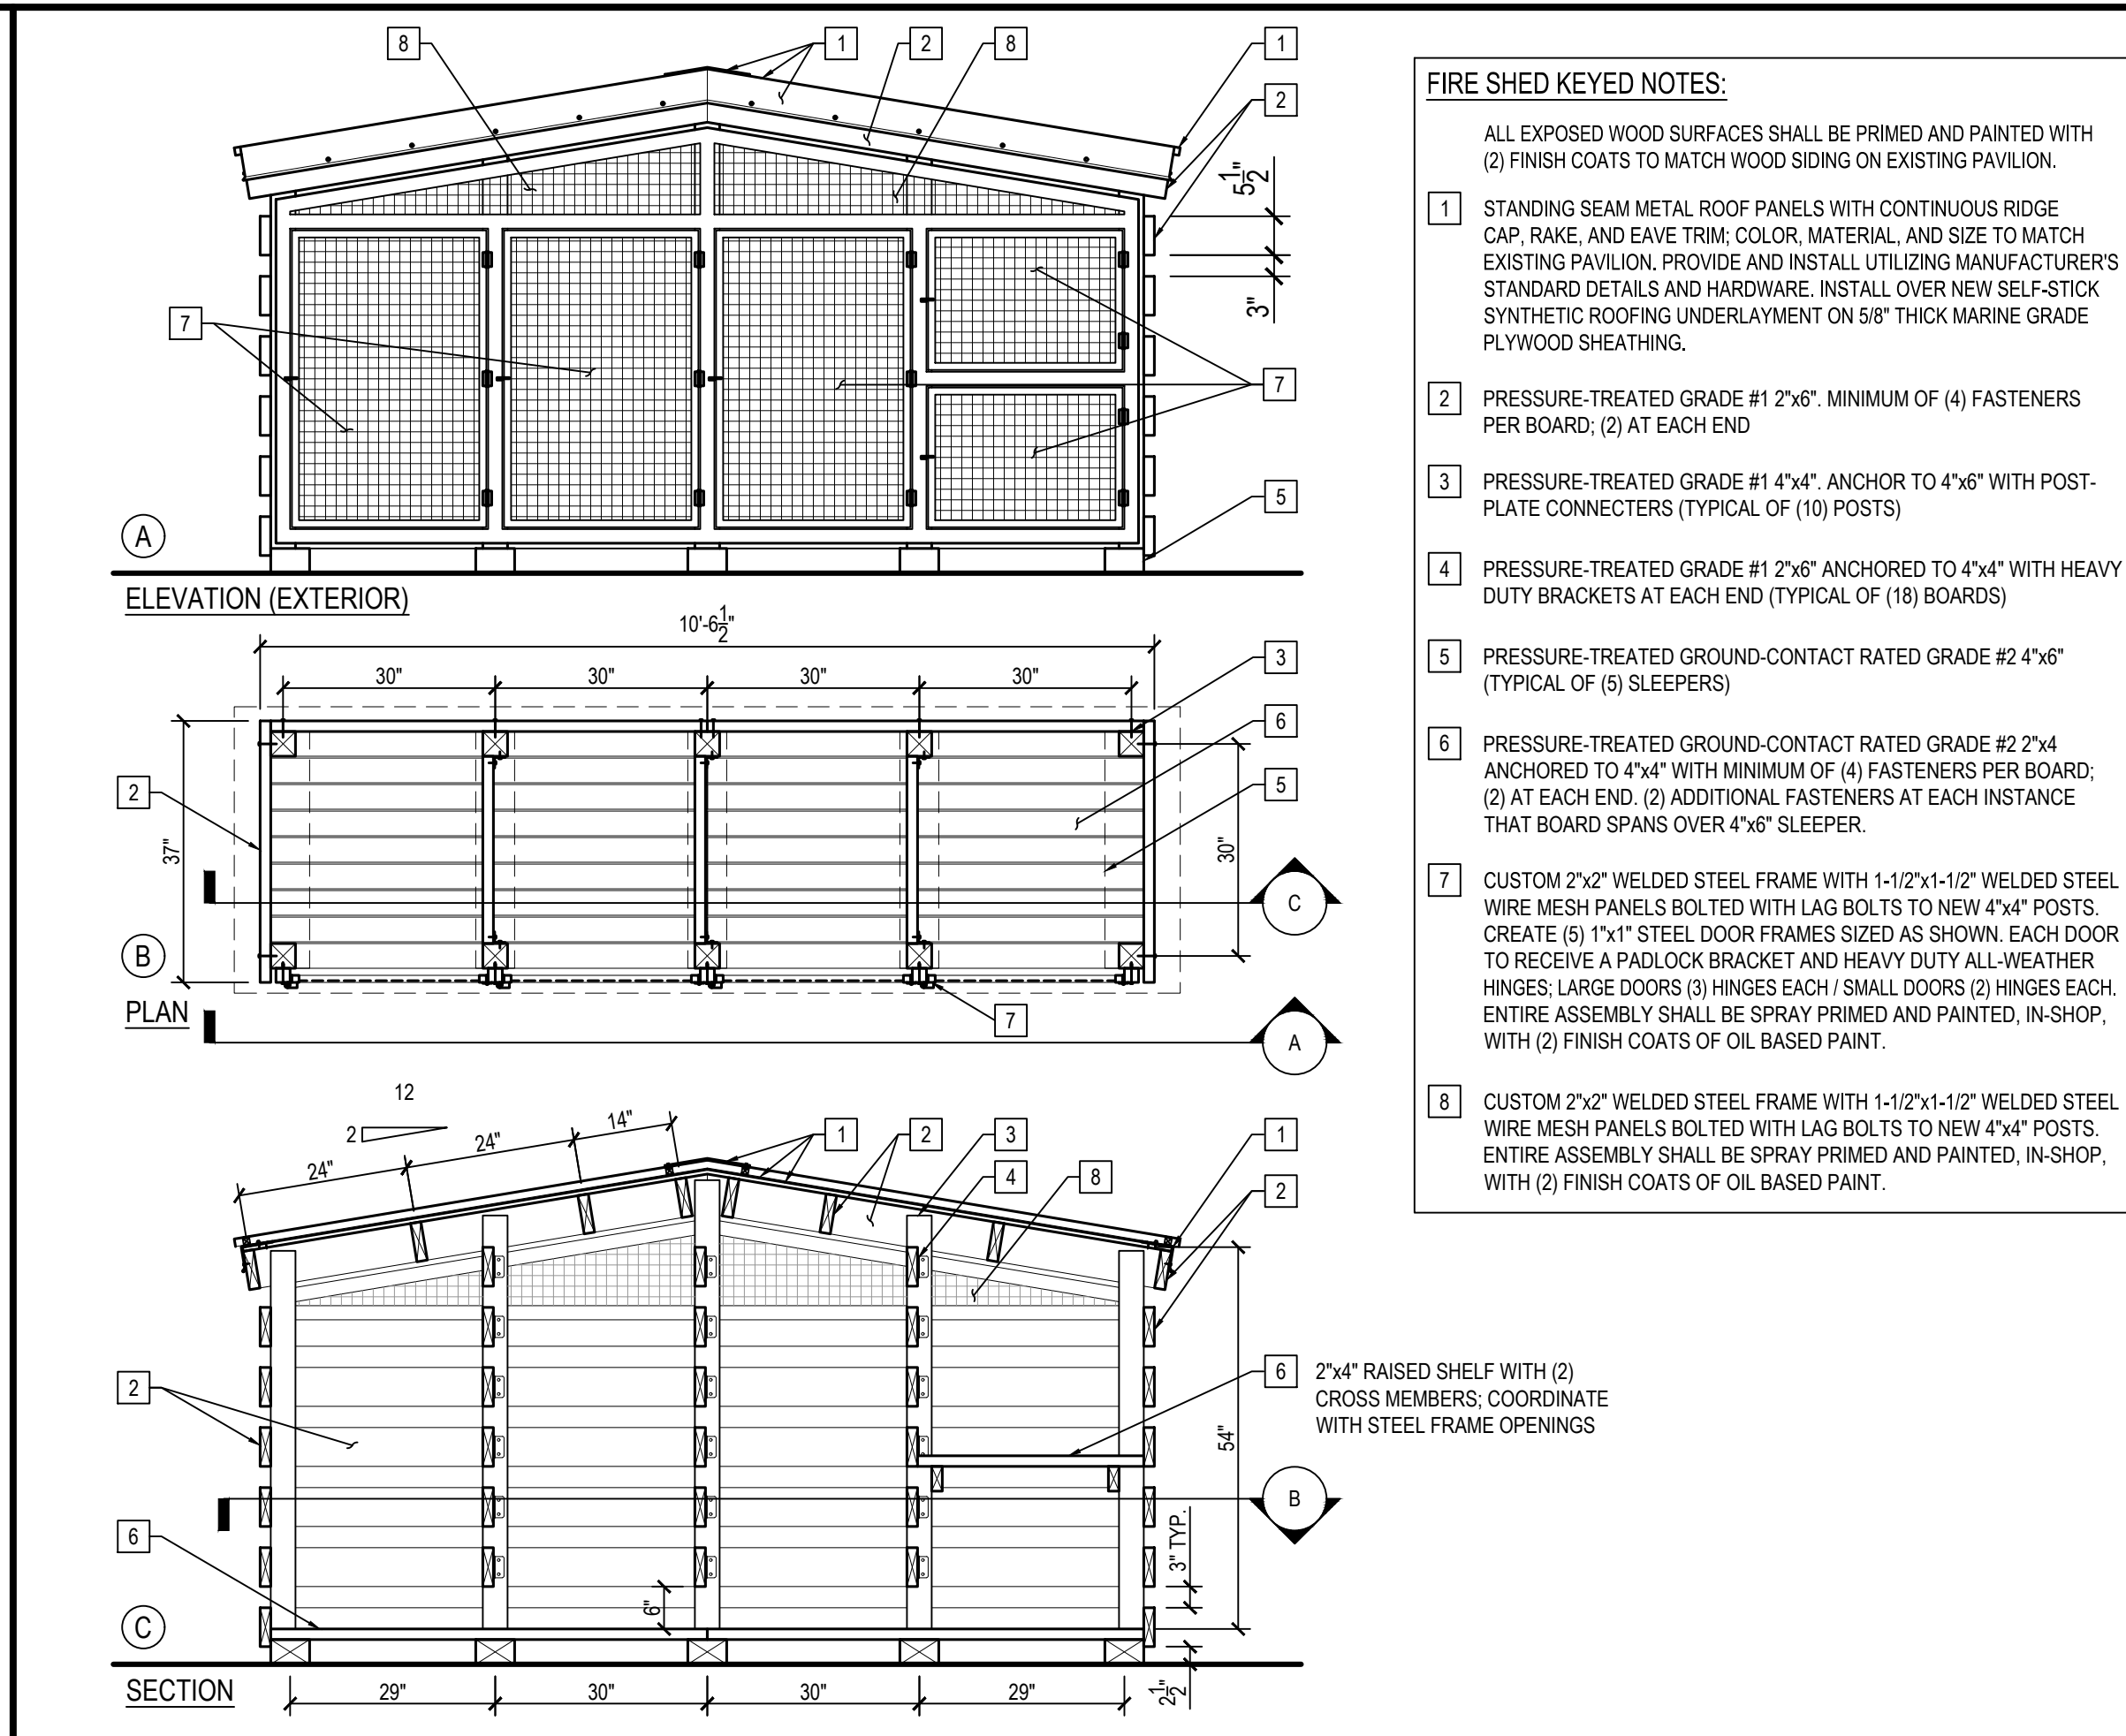 8
1
2
8
1
2
5 1/2"
3"
7
7
5
A
ELEVATION (EXTERIOR)
10'-6 1/2"
30"
30"
30"
30"
3
6
2
5
37"
30"
C
B
PLAN
7
A
12
2
24"
24"
14"
1
2
3
1
4
8
2
2
6
2"x4" RAISED SHELF WITH (2)
CROSS MEMBERS; COORDINATE
WITH STEEL FRAME OPENINGS
54"
B
3" TYP.
6
6"
C
SECTION
29"
30"
30"
29"
2 1/2"
FIRE SHED KEYED NOTES:
ALL EXPOSED WOOD SURFACES SHALL BE PRIMED AND PAINTED WITH
(2) FINISH COATS TO MATCH WOOD SIDING ON EXISTING PAVILION.
1 STANDING SEAM METAL ROOF PANELS WITH CONTINUOUS RIDGE
CAP, RAKE, AND EAVE TRIM; COLOR, MATERIAL, AND SIZE TO MATCH
EXISTING PAVILION. PROVIDE AND INSTALL UTILIZING MANUFACTURER'S
STANDARD DETAILS AND HARDWARE. INSTALL OVER NEW SELF-STICK
SYNTHETIC ROOFING UNDERLAYMENT ON 5/8" THICK MARINE GRADE
PLYWOOD SHEATHING.
2 PRESSURE-TREATED GRADE #1 2"x6". MINIMUM OF (4) FASTENERS
PER BOARD; (2) AT EACH END
3 PRESSURE-TREATED GRADE #1 4"x4". ANCHOR TO 4"x6" WITH POST-
PLATE CONNECTERS (TYPICAL OF (10) POSTS)
4 PRESSURE-TREATED GRADE #1 2"x6" ANCHORED TO 4"x4" WITH HEAVY
DUTY BRACKETS AT EACH END (TYPICAL OF (18) BOARDS)
5 PRESSURE-TREATED GROUND-CONTACT RATED GRADE #2 4"x6"
(TYPICAL OF (5) SLEEPERS)
6 PRESSURE-TREATED GROUND-CONTACT RATED GRADE #2 2"x4
ANCHORED TO 4"x4" WITH MINIMUM OF (4) FASTENERS PER BOARD;
(2) AT EACH END. (2) ADDITIONAL FASTENERS AT EACH INSTANCE
THAT BOARD SPANS OVER 4"x6" SLEEPER.
7 CUSTOM 2"x2" WELDED STEEL FRAME WITH 1-1/2"x1-1/2" WELDED STEEL
WIRE MESH PANELS BOLTED WITH LAG BOLTS TO NEW 4"x4" POSTS.
CREATE (5) 1"x1" STEEL DOOR FRAMES SIZED AS SHOWN. EACH DOOR
TO RECEIVE A PADLOCK BRACKET AND HEAVY DUTY ALL-WEATHER
HINGES; LARGE DOORS (3) HINGES EACH / SMALL DOORS (2) HINGES EACH.
ENTIRE ASSEMBLY SHALL BE SPRAY PRIMED AND PAINTED, IN-SHOP,
WITH (2) FINISH COATS OF OIL BASED PAINT.
8 CUSTOM 2"x2" WELDED STEEL FRAME WITH 1-1/2"x1-1/2" WELDED STEEL
WIRE MESH PANELS BOLTED WITH LAG BOLTS TO NEW 4"x4" POSTS.
ENTIRE ASSEMBLY SHALL BE SPRAY PRIMED AND PAINTED, IN-SHOP,
WITH (2) FINISH COATS OF OIL BASED PAINT.